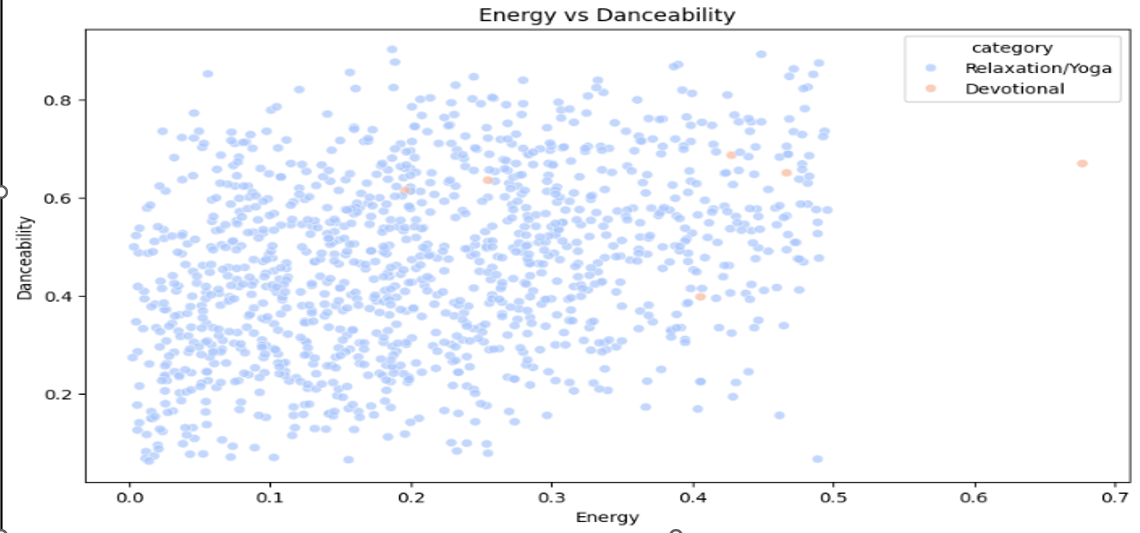 Energy vs Danceability
category
Relaxation/Yoga
Devotional
Danceability
0.8
0.6
0.4
0.2
0.0 0.1 0.2 0.3 0.4 0.5 0.6 0.7
Energy